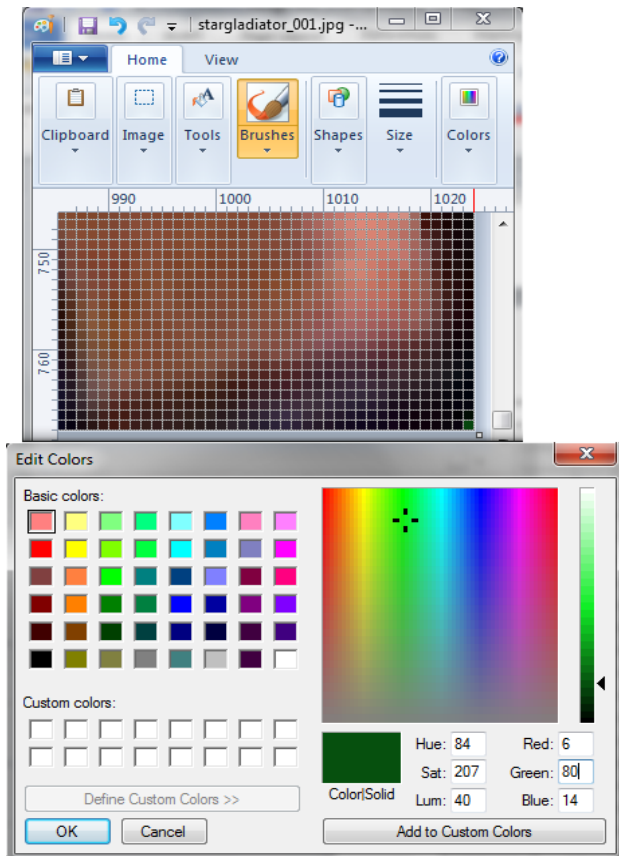 stargladiator_001.jpg -...
Home View
Clipboard Image Tools Brushes Shapes Size Colors
990 1000 1010 1020
750
760
Edit Colors
Basic colors:
Custom colors:
Define Custom Colors >>
OK Cancel
Color|Solid
Hue: 84 Red: 6
Sat: 207 Green: 80
Lum: 40 Blue: 14
Add to Custom Colors